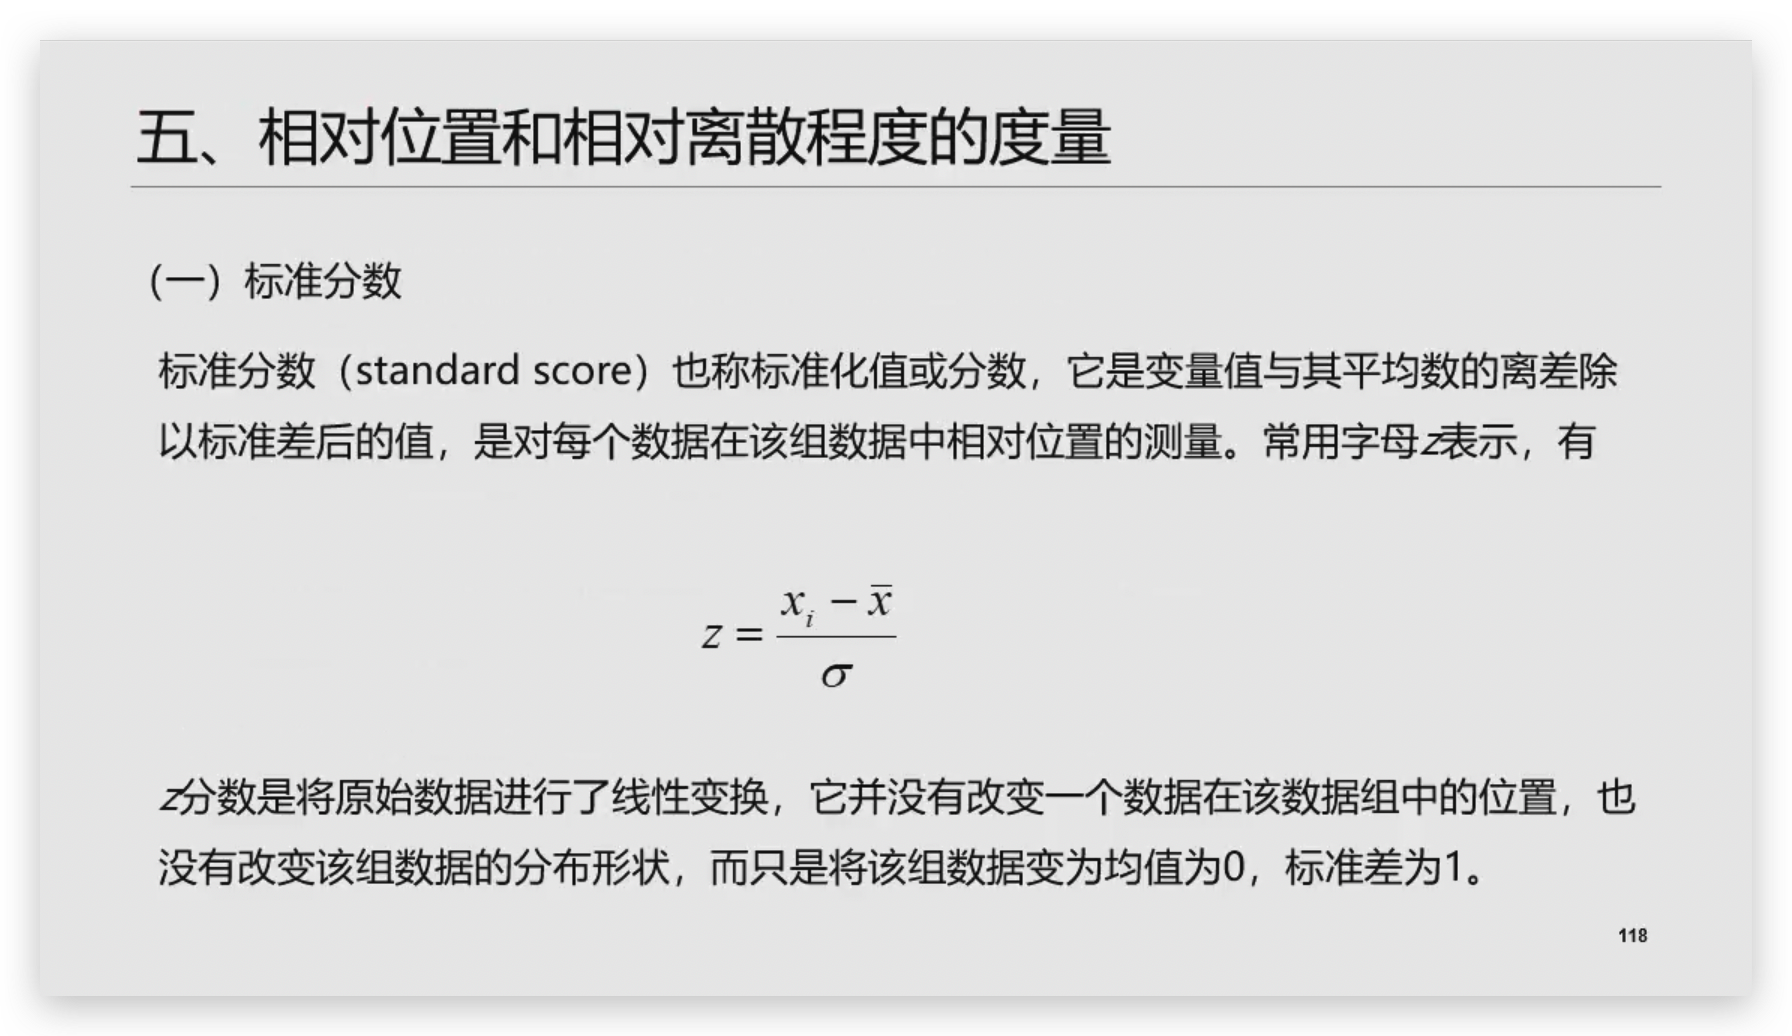 五、相对位置和相对离散程度的度量
（一）标准分数
标准分数（standard score）也称标准化值或分数，它是变量值与其平均数的离差除
以标准差后的值，是对每个数据在该组数据中相对位置的测量。常用字母z表示，有
z = (xᵢ − x̄) / σ
z分数是将原始数据进行了线性变换，它并没有改变一个数据在该数据组中的位置，也
没有改变该组数据的分布形状，而只是将该组数据变为均值为0，标准差为1。
118